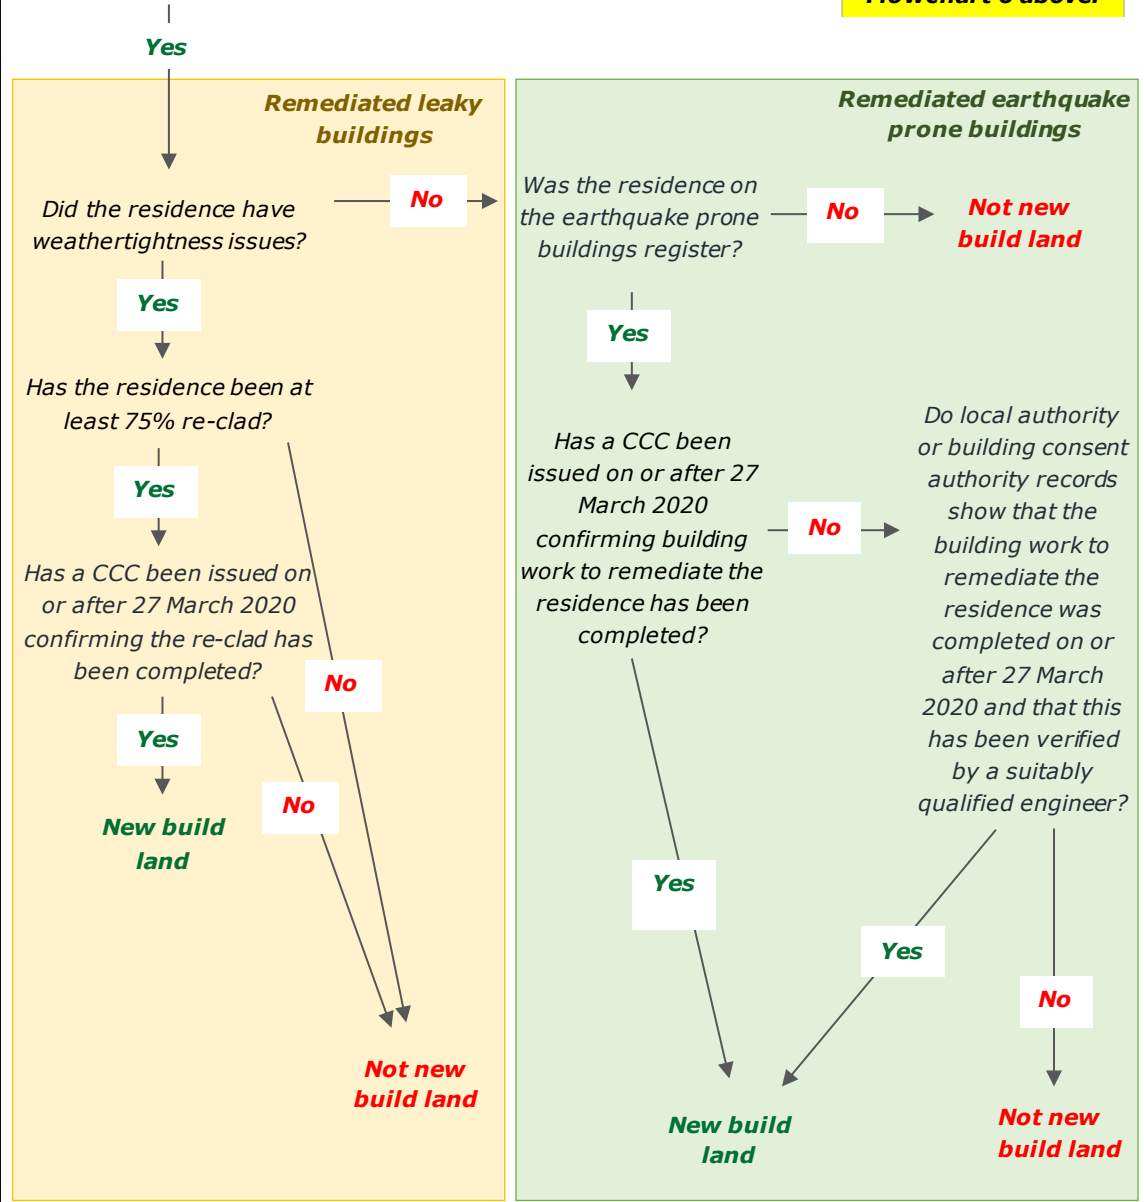 Flowchart 6 above.
Yes
Remediated leaky
buildings
Did the residence have
weathertightness issues?
No
Yes
Has the residence been at
least 75% re-clad?
Yes
Has a CCC been issued on
or after 27 March 2020
confirming the re-clad has
been completed?
No
Yes
No
New build
land
Not new
build land
Remediated earthquake
prone buildings
Was the residence on
the earthquake prone
buildings register?
No
Not new
build land
Yes
Has a CCC been
issued on or after 27
March 2020
confirming building
work to remediate the
residence has been
completed?
No
Do local authority
or building consent
authority records
show that the
building work to
remediate the
residence was
completed on or
after 27 March
2020 and that this
has been verified
by a suitably
qualified engineer?
Yes
Yes
No
New build
land
Not new
build land